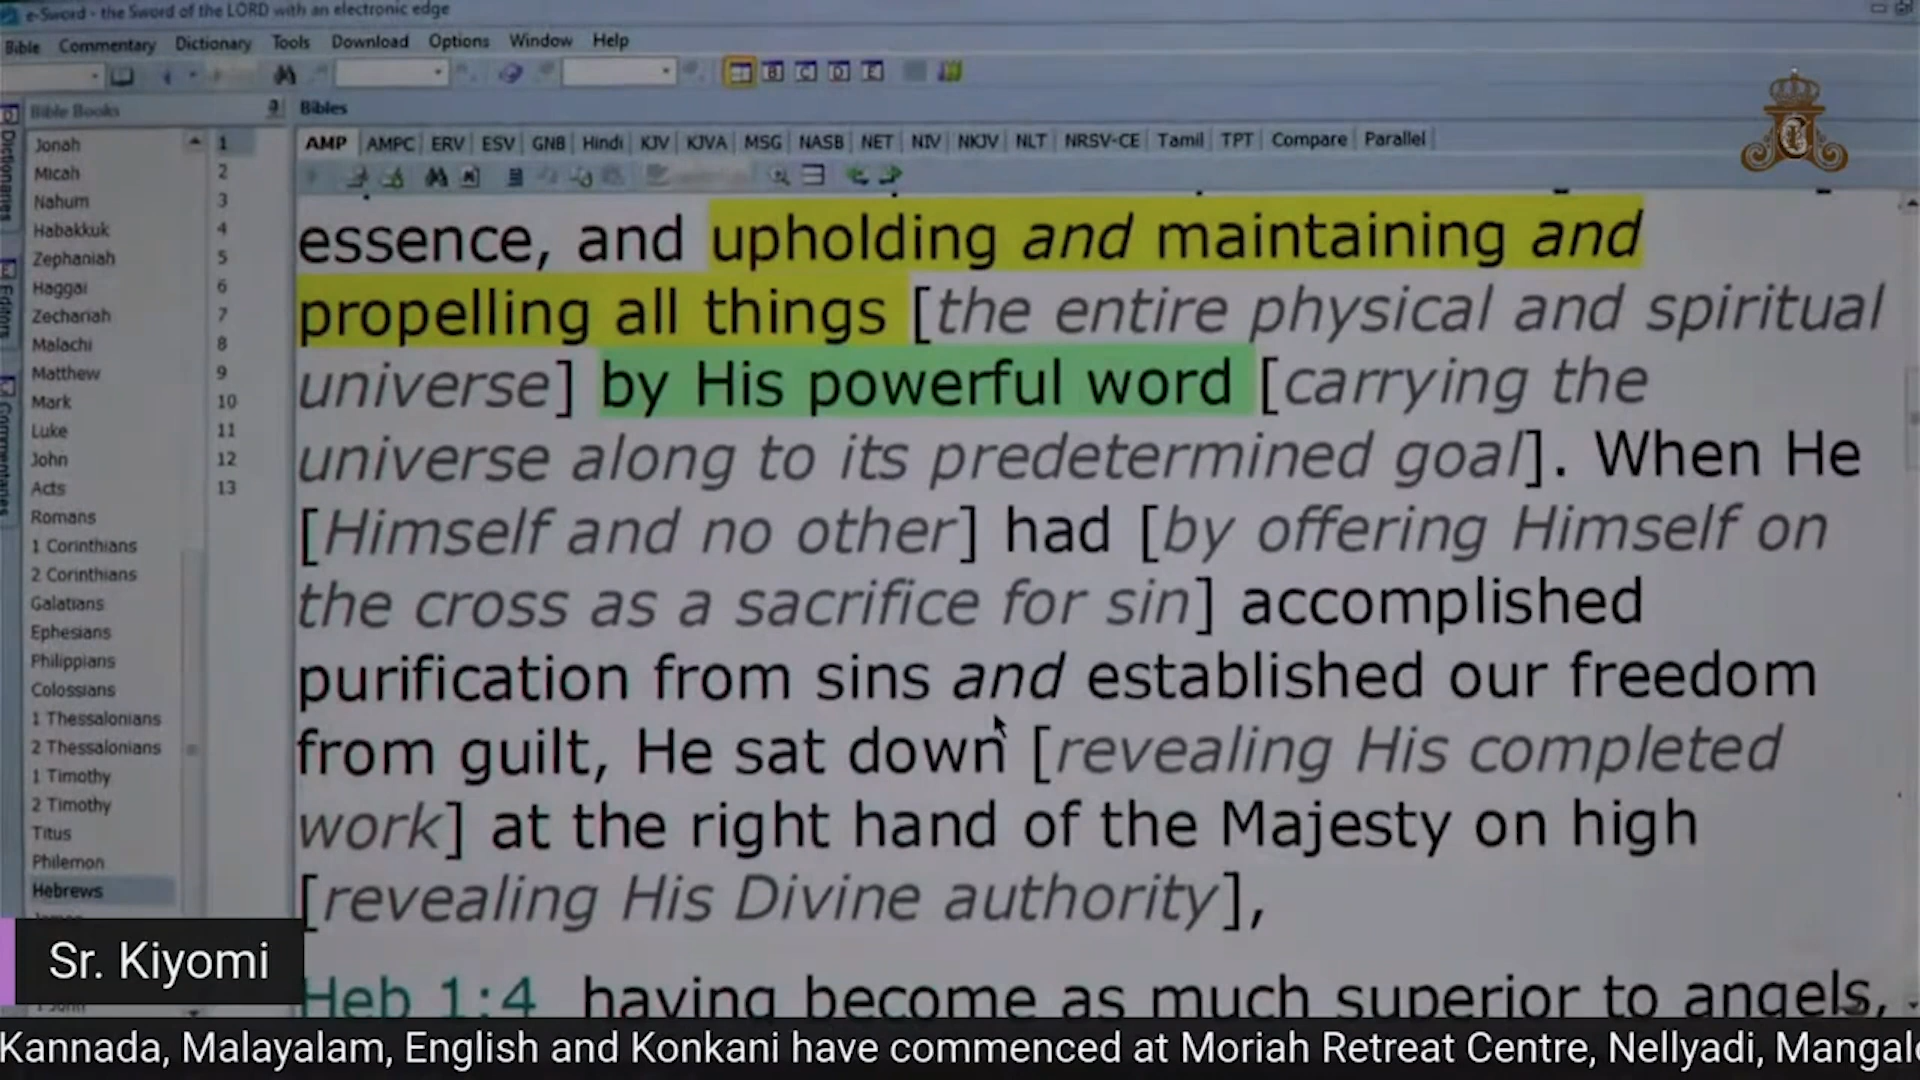 e-Sword - the Sword of the LORD with an electronic edge
Bible Commentary Dictionary Tools Download Options Window Help
Bible Books
Bibles
AMP AMPC ERV ESV GNB Hindi KJV KJVA MSG NASB NET NIV NKJV NLT NRSV-CE Tamil TPT Compare Parallel
Dictionaries
Editors
Commentaries
Jonah 1
Micah 2
Nahum 3
Habakkuk 4
Zephaniah 5
Haggai 6
Zechariah 7
Malachi 8
Matthew 9
Mark 10
Luke 11
John 12
Acts 13
Romans
1 Corinthians
2 Corinthians
Galatians
Ephesians
Philippians
Colossians
1 Thessalonians
2 Thessalonians
1 Timothy
2 Timothy
Titus
Philemon
Hebrews
essence, and upholding and maintaining and
propelling all things [the entire physical and spiritual
universe] by His powerful word [carrying the
universe along to its predetermined goal]. When He
[Himself and no other] had [by offering Himself on
the cross as a sacrifice for sin] accomplished
purification from sins and established our freedom
from guilt, He sat down [revealing His completed
work] at the right hand of the Majesty on high
[revealing His Divine authority],
Heb 1:4 having become as much superior to angels,
Sr. Kiyomi
Kannada, Malayalam, English and Konkani have commenced at Moriah Retreat Centre, Nellyadi, Mangal